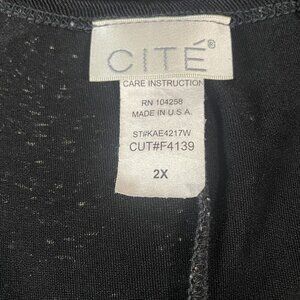 CITÉ®
CARE INSTRUCTION
RN 104258
MADE IN U.S.A.
ST#KAE4217W
CUT#F4139
2X